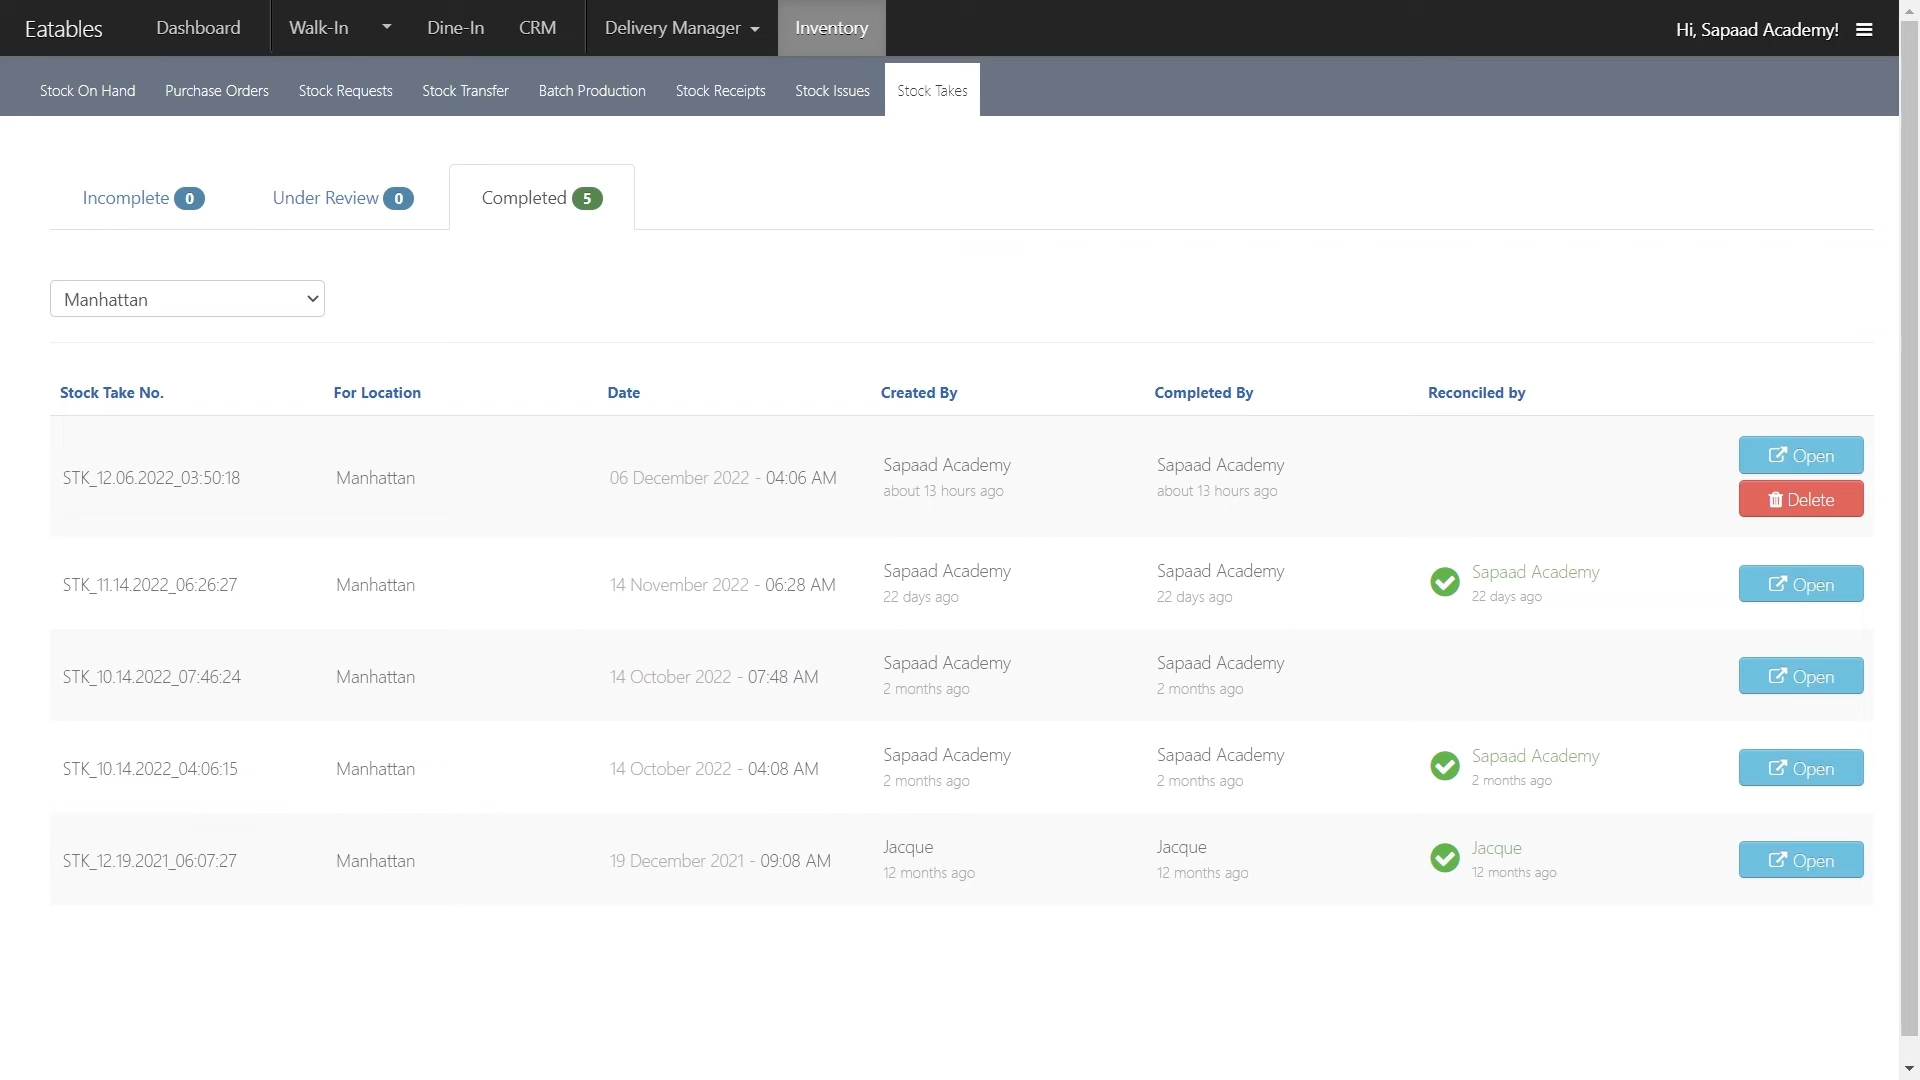 Eatables Dashboard Walk-In Dine-In CRM Delivery Manager Inventory Hi, Sapaad Academy!
Stock On Hand Purchase Orders Stock Requests Stock Transfer Batch Production Stock Receipts Stock Issues Stock Takes
Incomplete 0 Under Review 0 Completed 5
Manhattan
Stock Take No. For Location Date Created By Completed By Reconciled by
STK_12.06.2022_03:50:18 Manhattan 06 December 2022 - 04:06 AM Sapaad Academy Sapaad Academy Open
about 13 hours ago about 13 hours ago Delete
STK_11.14.2022_06:26:27 Manhattan 14 November 2022 - 06:28 AM Sapaad Academy Sapaad Academy Sapaad Academy Open
22 days ago 22 days ago 22 days ago
STK_10.14.2022_07:46:24 Manhattan 14 October 2022 - 07:48 AM Sapaad Academy Sapaad Academy Open
2 months ago 2 months ago
STK_10.14.2022_04:06:15 Manhattan 14 October 2022 - 04:08 AM Sapaad Academy Sapaad Academy Sapaad Academy Open
2 months ago 2 months ago 2 months ago
STK_12.19.2021_06:07:27 Manhattan 19 December 2021 - 09:08 AM Jacque Jacque Jacque Open
12 months ago 12 months ago 12 months ago